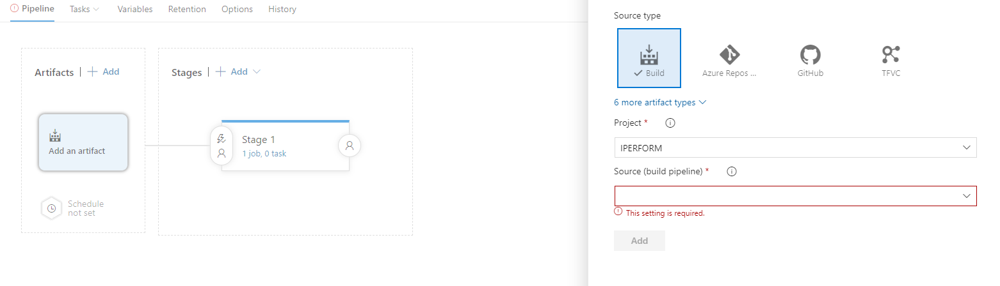 Pipeline Tasks Variables Retention Options History
Artifacts | Add
Stages | Add
Add an artifact
Schedule
not set
Stage 1
1 job, 0 task
Source type
Build
Azure Repos ...
GitHub
TFVC
6 more artifact types
Project *
IPERFORM
Source (build pipeline) *
This setting is required.
Add